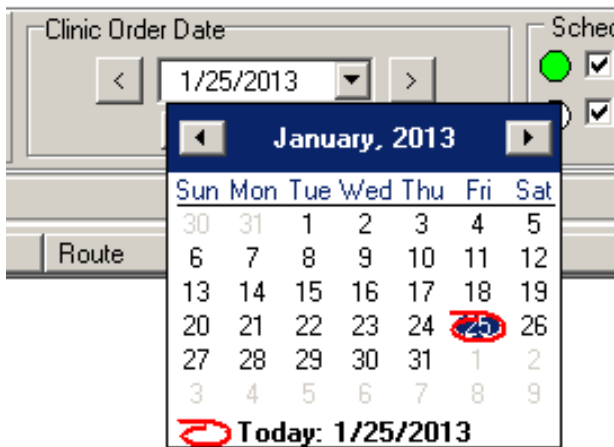 Clinic Order Date
Sched
< 1/25/2013 >
January, 2013
Sun Mon Tue Wed Thu Fri Sat
30 31 1 2 3 4 5
Route
6 7 8 9 10 11 12
13 14 15 16 17 18 19
20 21 22 23 24 25 26
27 28 29 30 31 1 2
3 4 5 6 7 8 9
Today: 1/25/2013